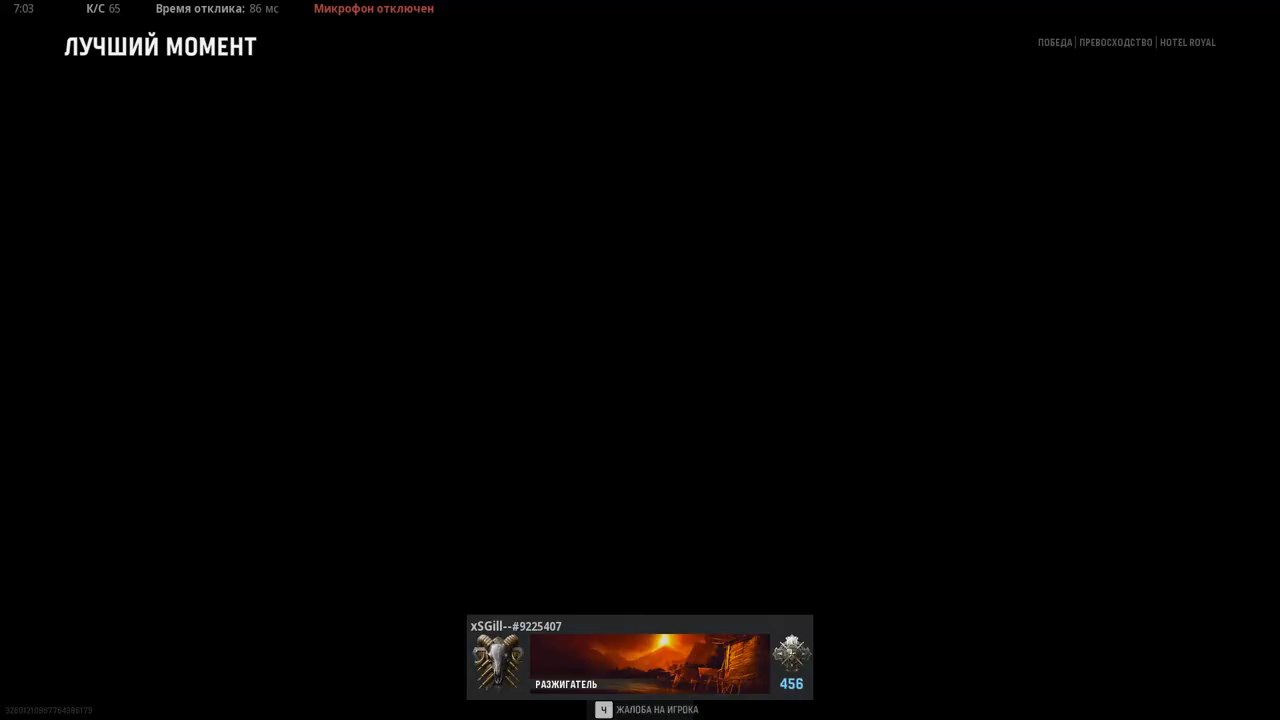 7:03 К/С 65 Время отклика: 86 мс Микрофон отключен
ЛУЧШИЙ МОМЕНТ
ПОБЕДА | ПРЕВОСХОДСТВО | HOTEL ROYAL
xSGill--#9225407
РАЗЖИГАТЕЛЬ
456
Ч ЖАЛОБА НА ИГРОКА